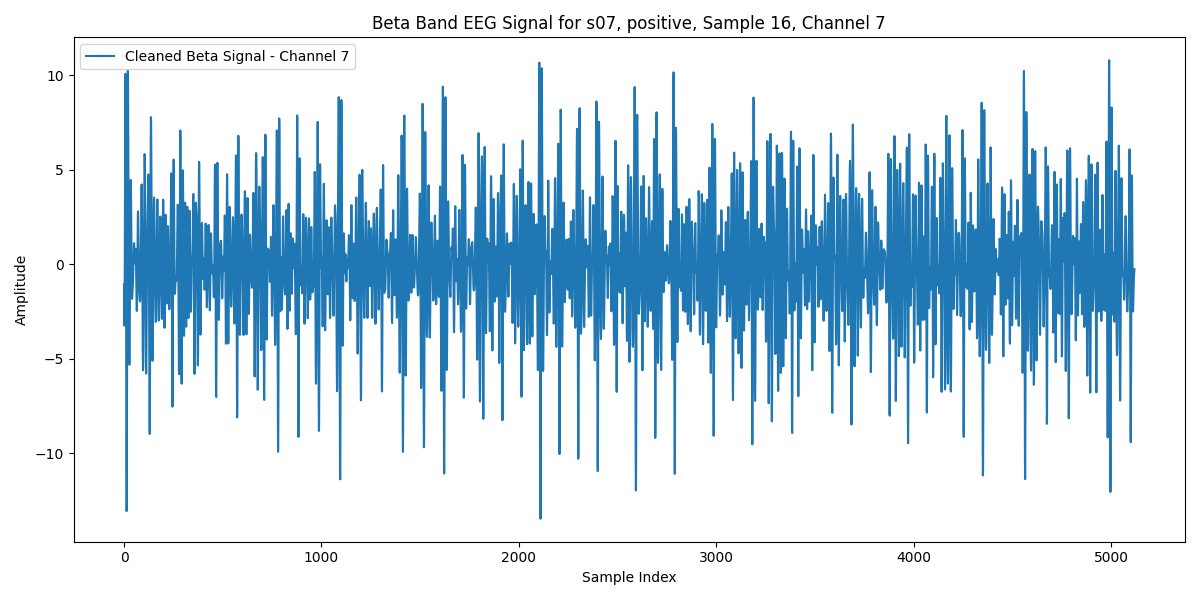 Beta Band EEG Signal for s07, positive, Sample 16, Channel 7
Cleaned Beta Signal - Channel 7
10
5
0
−5
−10
Amplitude
0 1000 2000 3000 4000 5000
Sample Index